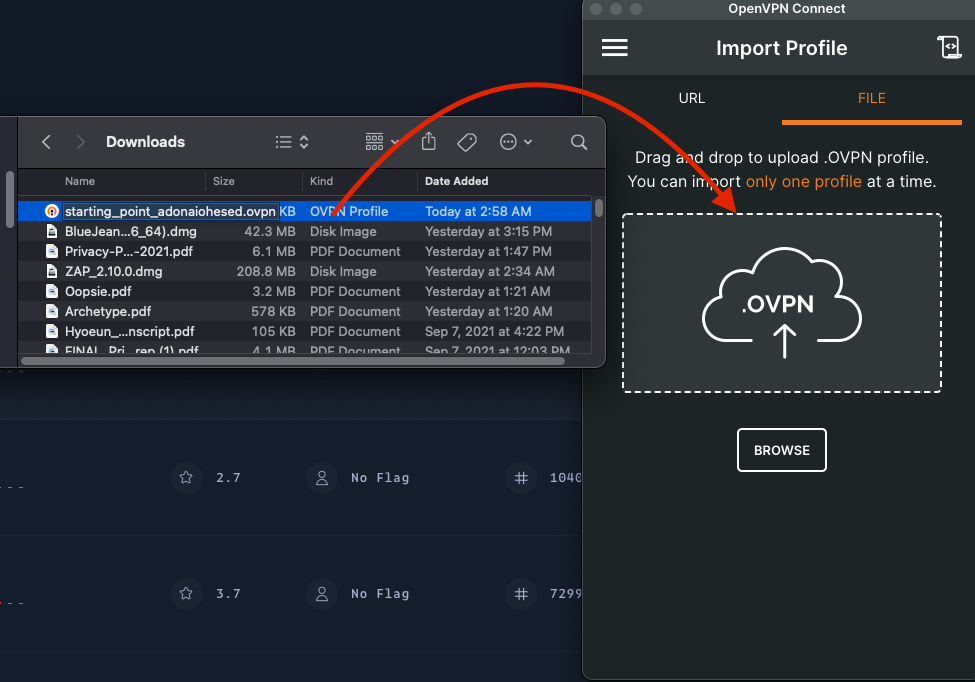 OpenVPN Connect
Import Profile
URL FILE
Drag and drop to upload .OVPN profile.
You can import only one profile at a time.
.OVPN
BROWSE
Downloads
Name Size Kind Date Added
starting_point_adonaiohesed.ovpn KB OVPN Profile Today at 2:58 AM
BlueJean...6_64).dmg 42.3 MB Disk Image Yesterday at 3:15 PM
Privacy-P...-2021.pdf 6.1 MB PDF Document Yesterday at 1:47 PM
ZAP_2.10.0.dmg 208.8 MB Disk Image Yesterday at 2:34 AM
Oopsie.pdf 3.2 MB PDF Document Yesterday at 1:21 AM
Archetype.pdf 578 KB PDF Document Yesterday at 1:20 AM
Hyoeun_...nscript.pdf 105 KB PDF Document Sep 7, 2021 at 4:22 PM
FINAL_Pri...rep (1).pdf 4.1 MB PDF Document Sep 7, 2021 at 12:03 PM
2.7 No Flag # 1040
3.7 No Flag # 7299